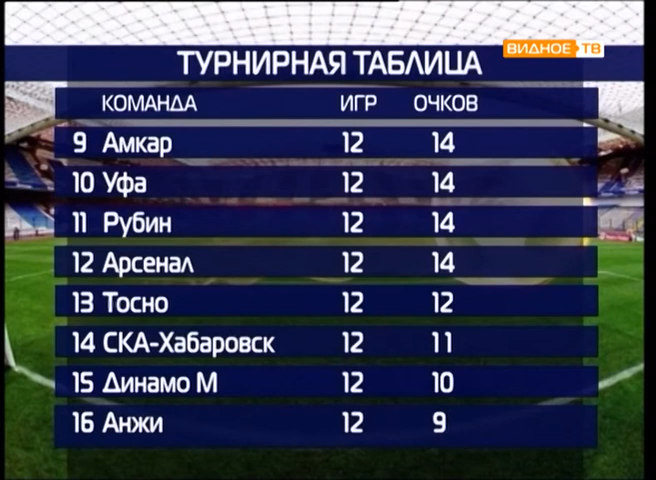 ВИДНОЕ ТВ
ТУРНИРНАЯ ТАБЛИЦА
КОМАНДА ИГР ОЧКОВ
9 Амкар 12 14
10 Уфа 12 14
11 Рубин 12 14
12 Арсенал 12 14
13 Тосно 12 12
14 СКА-Хабаровск 12 11
15 Динамо М 12 10
16 Анжи 12 9